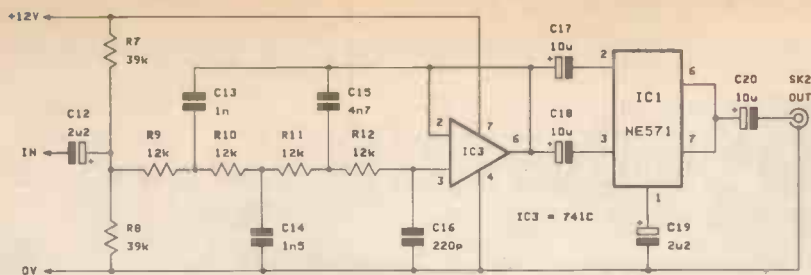 +12V
R7
39k
C12
2u2
+
IN
R8
39k
0V
R9
12k
C13
1n
R10
12k
C14
1n5
R11
12k
C15
4n7
R12
12k
C16
220p
2
3
7
6
4
IC3
IC3 = 741C
C17
10u
+
C18
10u
+
2
3
IC1
NE571
6
7
1
+
C19
2u2
C20
10u
+
SK2
OUT